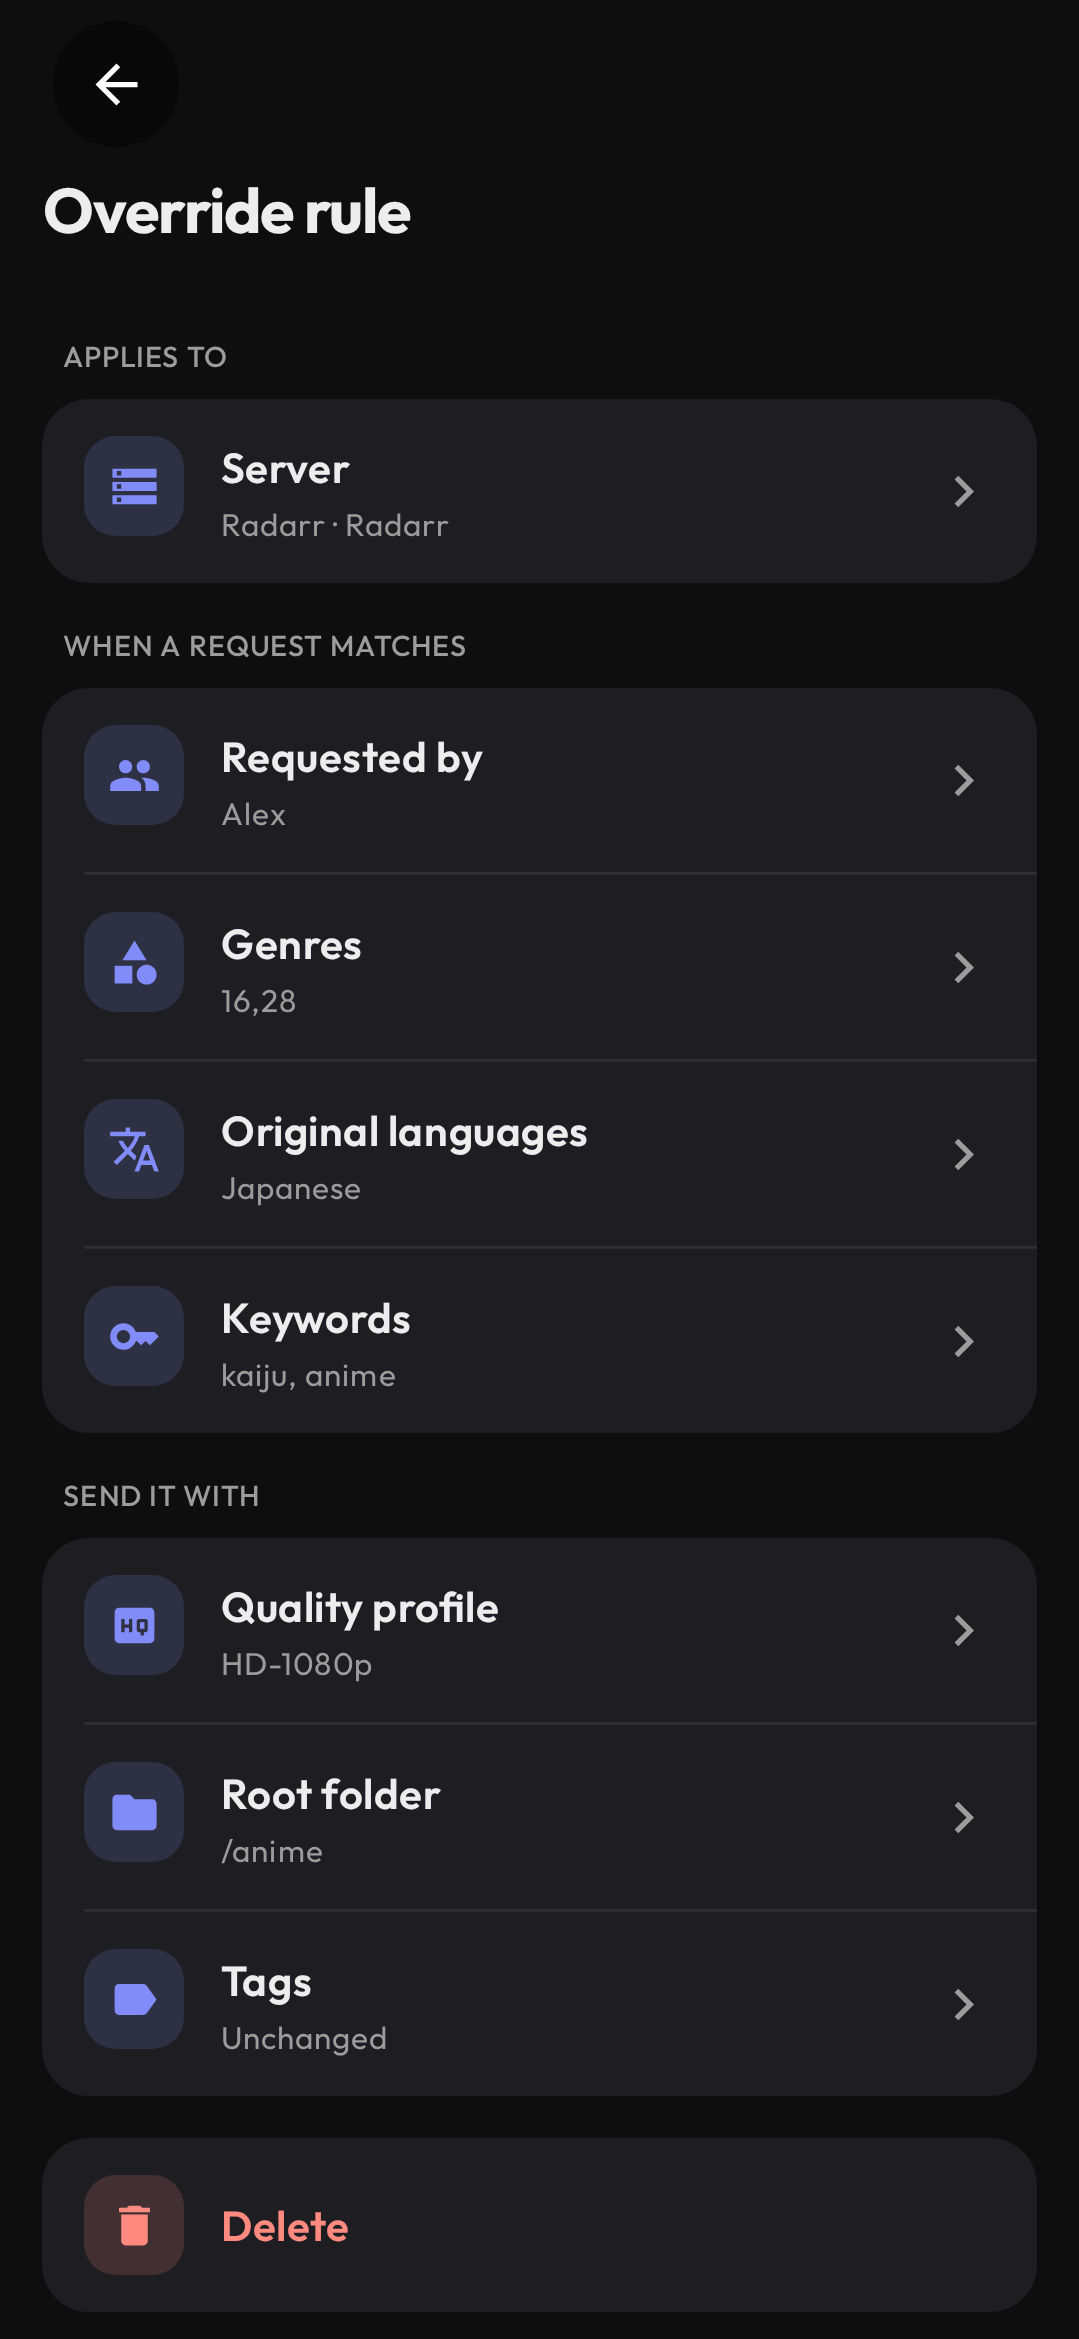 Override rule
APPLIES TO
Server
Radarr · Radarr
WHEN A REQUEST MATCHES
Requested by
Alex
Genres
16,28
Original languages
Japanese
Keywords
kaiju, anime
SEND IT WITH
Quality profile
HQ
HD-1080p
Root folder
/anime
Tags
Unchanged
Delete